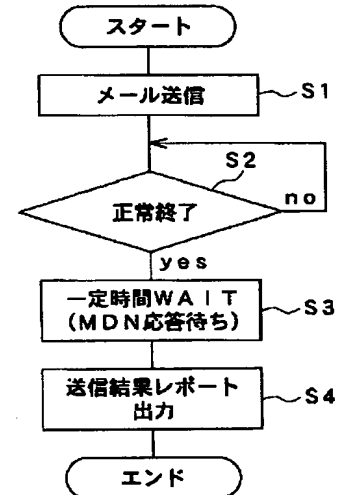 スタート
メール送信
S1
S2
正常終了
no
yes
一定時間WAIT
(MDN応答待ち)
S3
送信結果レポート
出力
S4
エンド